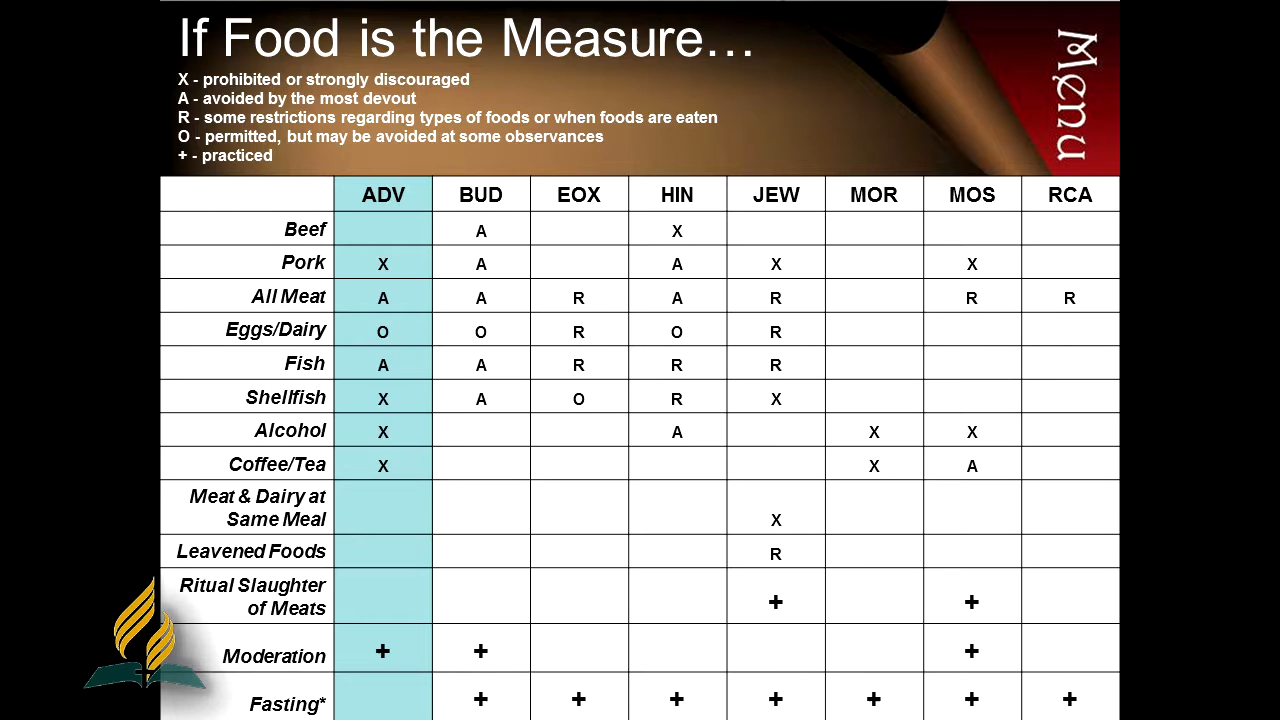 If Food is the Measure…
X - prohibited or strongly discouraged
A - avoided by the most devout
R - some restrictions regarding types of foods or when foods are eaten
O - permitted, but may be avoided at some observances
+ - practiced
Menu
ADV BUD EOX HIN JEW MOR MOS RCA
Beef A X
Pork X A A X X
All Meat A A R A R R R
Eggs/Dairy O O R O R
Fish A A R R R
Shellfish X A O R X
Alcohol X A X X
Coffee/Tea X X A
Meat & Dairy at
Same Meal X
Leavened Foods R
Ritual Slaughter
of Meats + +
Moderation + + +
Fasting* + + + + + + +